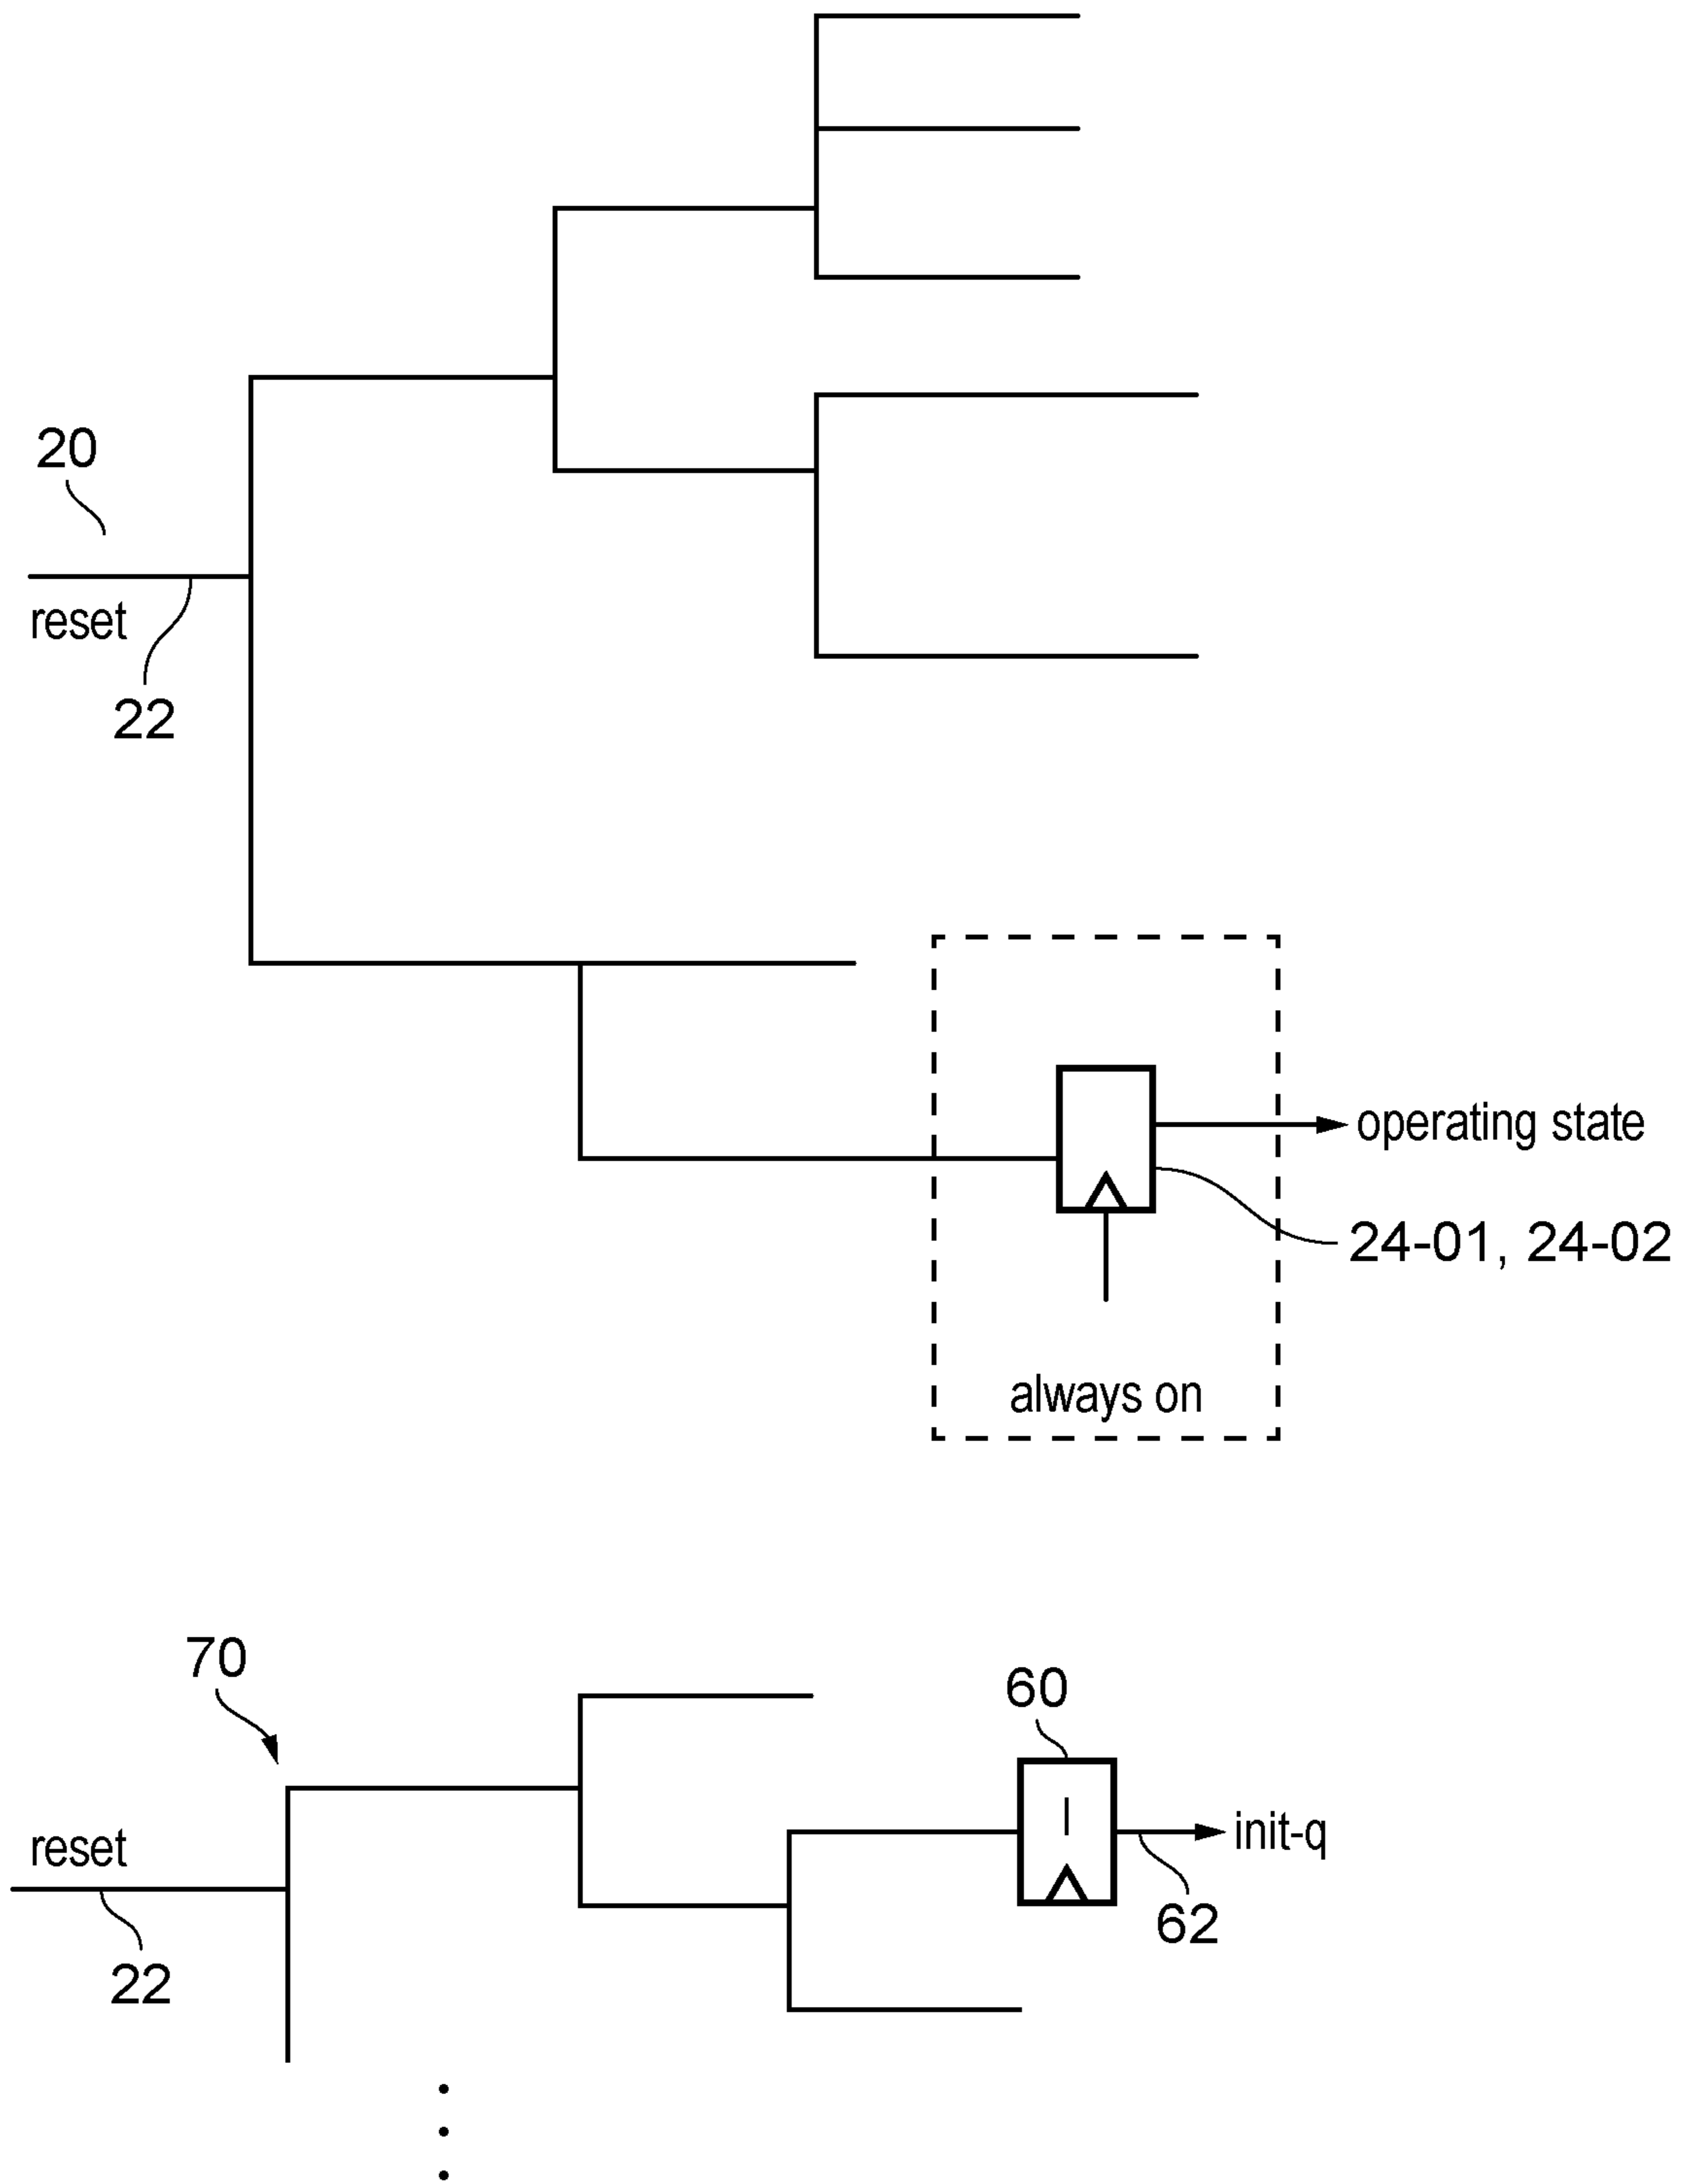 20
reset
22
operating state
24-01, 24-02
always on
70
60
I
reset
init-q
62
22